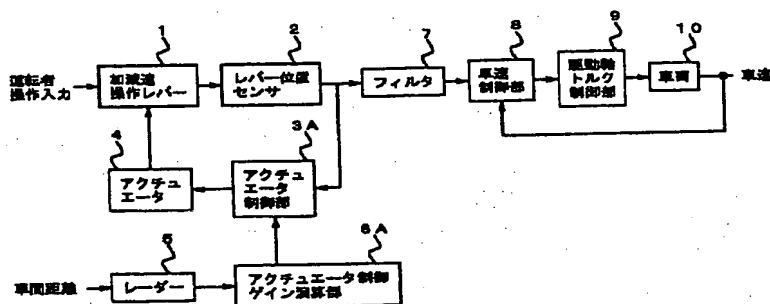 1
2
7
8
9
10
運転者
操作入力
加減速
操作レバー
レバー位置
センサ
フィルタ
車速
制御部
駆動軸
トルク
制御部
車両
車速
4
3A
アクチュ
エータ
アクチュ
エータ
制御部
5
6A
車間距離
レーダー
アクチュエータ制御
ゲイン演算部